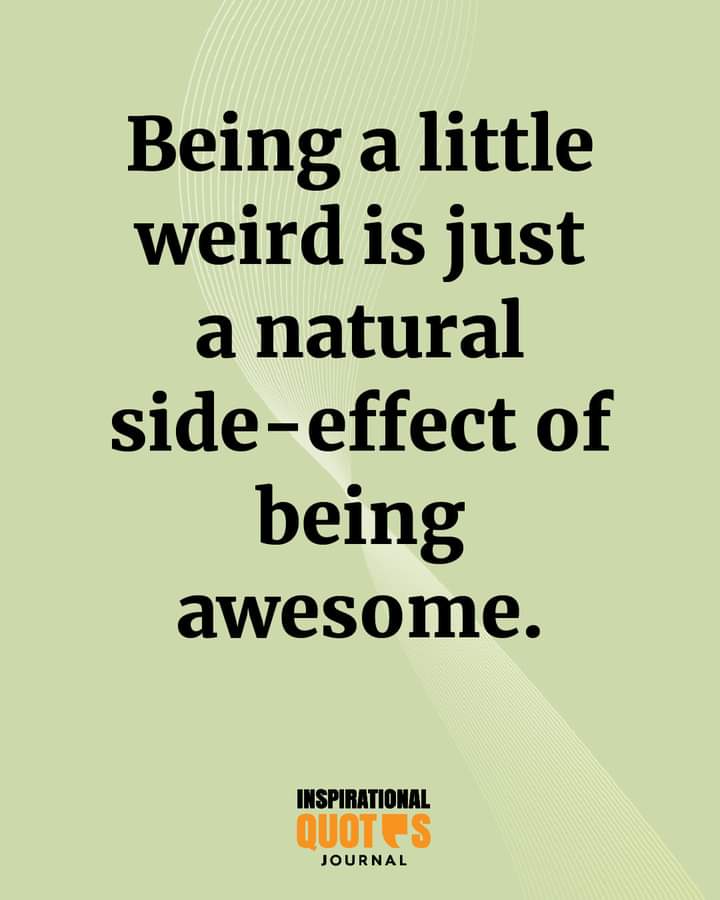 Being a little
weird is just
a natural
side-effect of
being
awesome.
INSPIRATIONAL
QUOTES
JOURNAL